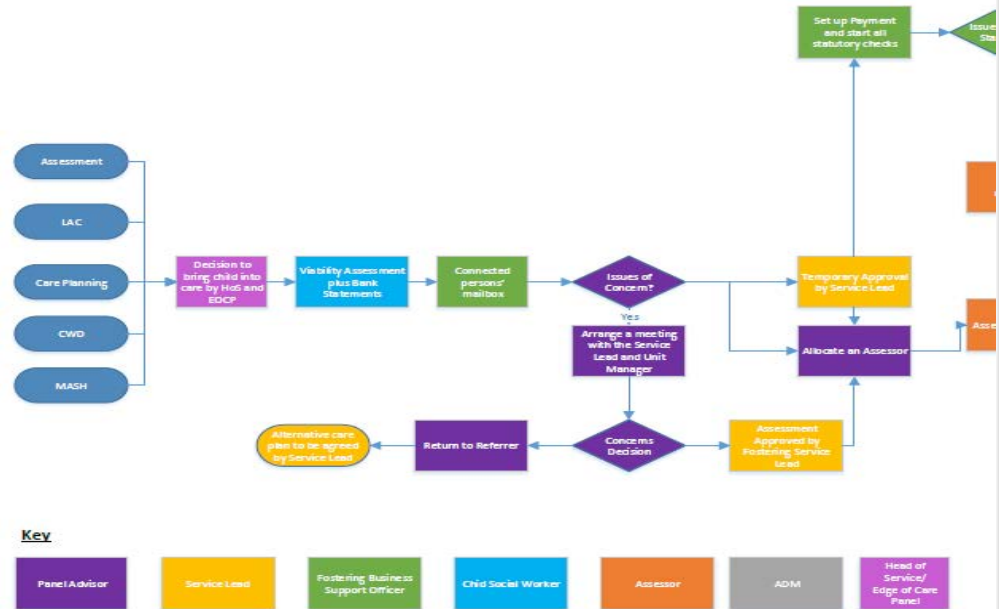 Set up Payment
and start all
statutory checks
Issue
Sta
Assessment
LAC
Care Planning
CWD
MASH
Decision to
bring child into
care by HoS and
EOCP
Viability Assessment
plus Bank
Statements
Connected
persons'
mailbox
Issues of
Concern?
Temporary Approval
by Service Lead
Yes
Arrange a meeting
with the Service
Lead and Unit
Manager
Allocate an Assessor
Asse
Alternative care
plan to be agreed
by Service Lead
Return to Referrer
Concerns
Decision
Assessment
Approved by
Fostering Service
Lead
Key
Panel Advisor
Service Lead
Fostering Business
Support Officer
Chid Social Worker
Assessor
ADM
Head of
Service/
Edge of Care
Panel